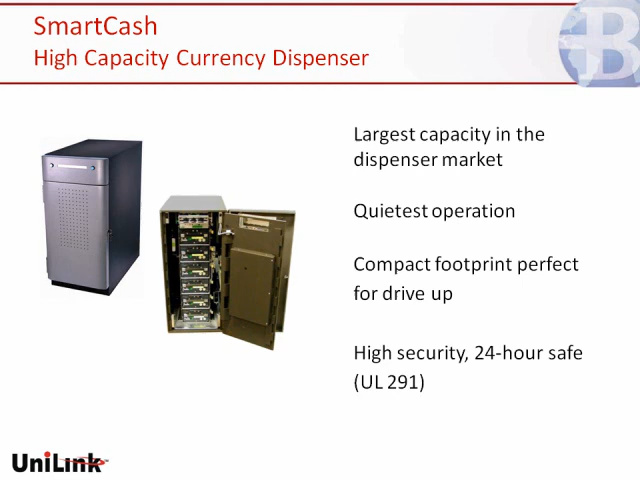 SmartCash
High Capacity Currency Dispenser
B
Largest capacity in the
dispenser market
Quietest operation
Compact footprint perfect
for drive up
High security, 24-hour safe
(UL 291)
UniLink